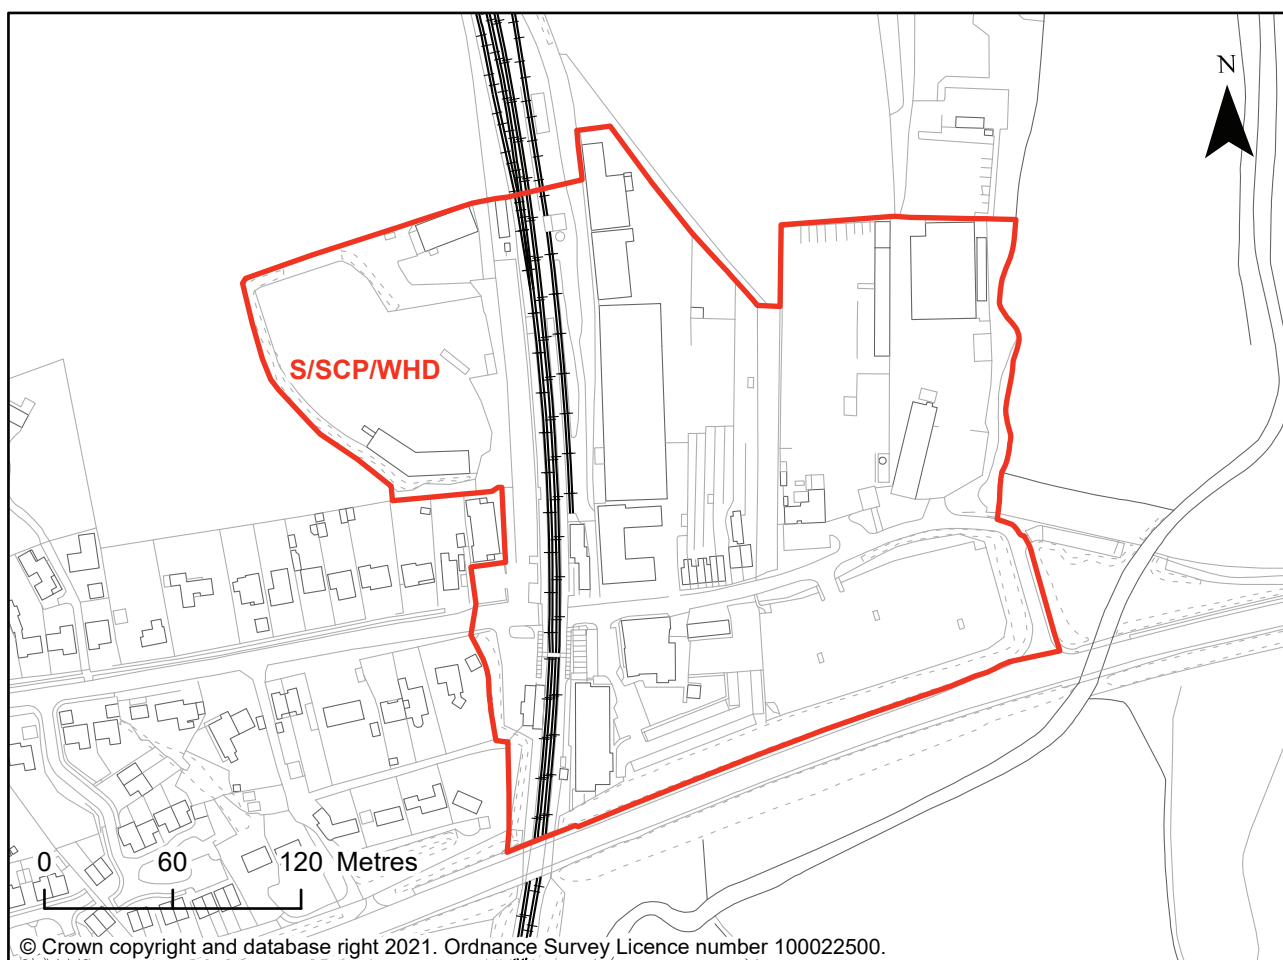 N
S/SCP/WHD
0 60 120 Metres
© Crown copyright and database right 2021. Ordnance Survey Licence number 100022500.